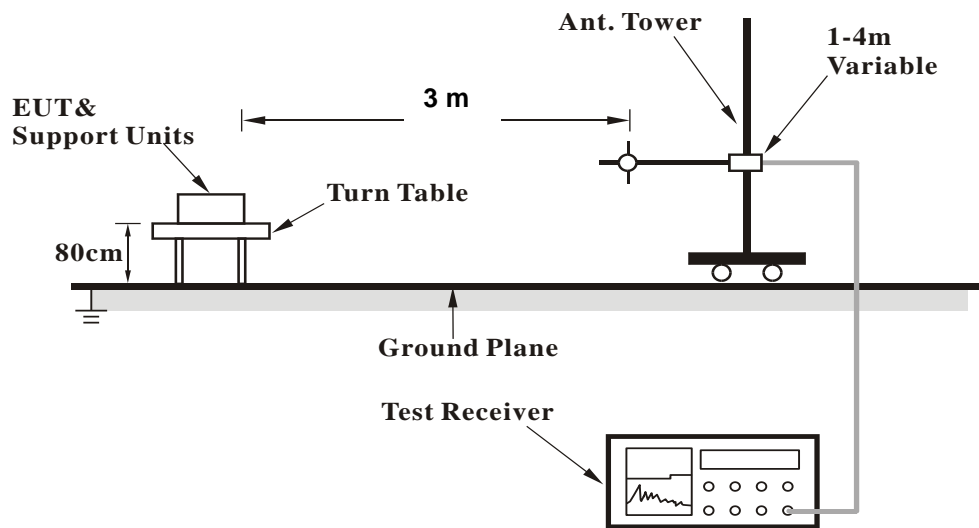 Ant. Tower
1-4m
Variable
3 m
EUT&
Support Units
Turn Table
80cm
Ground Plane
Test Receiver